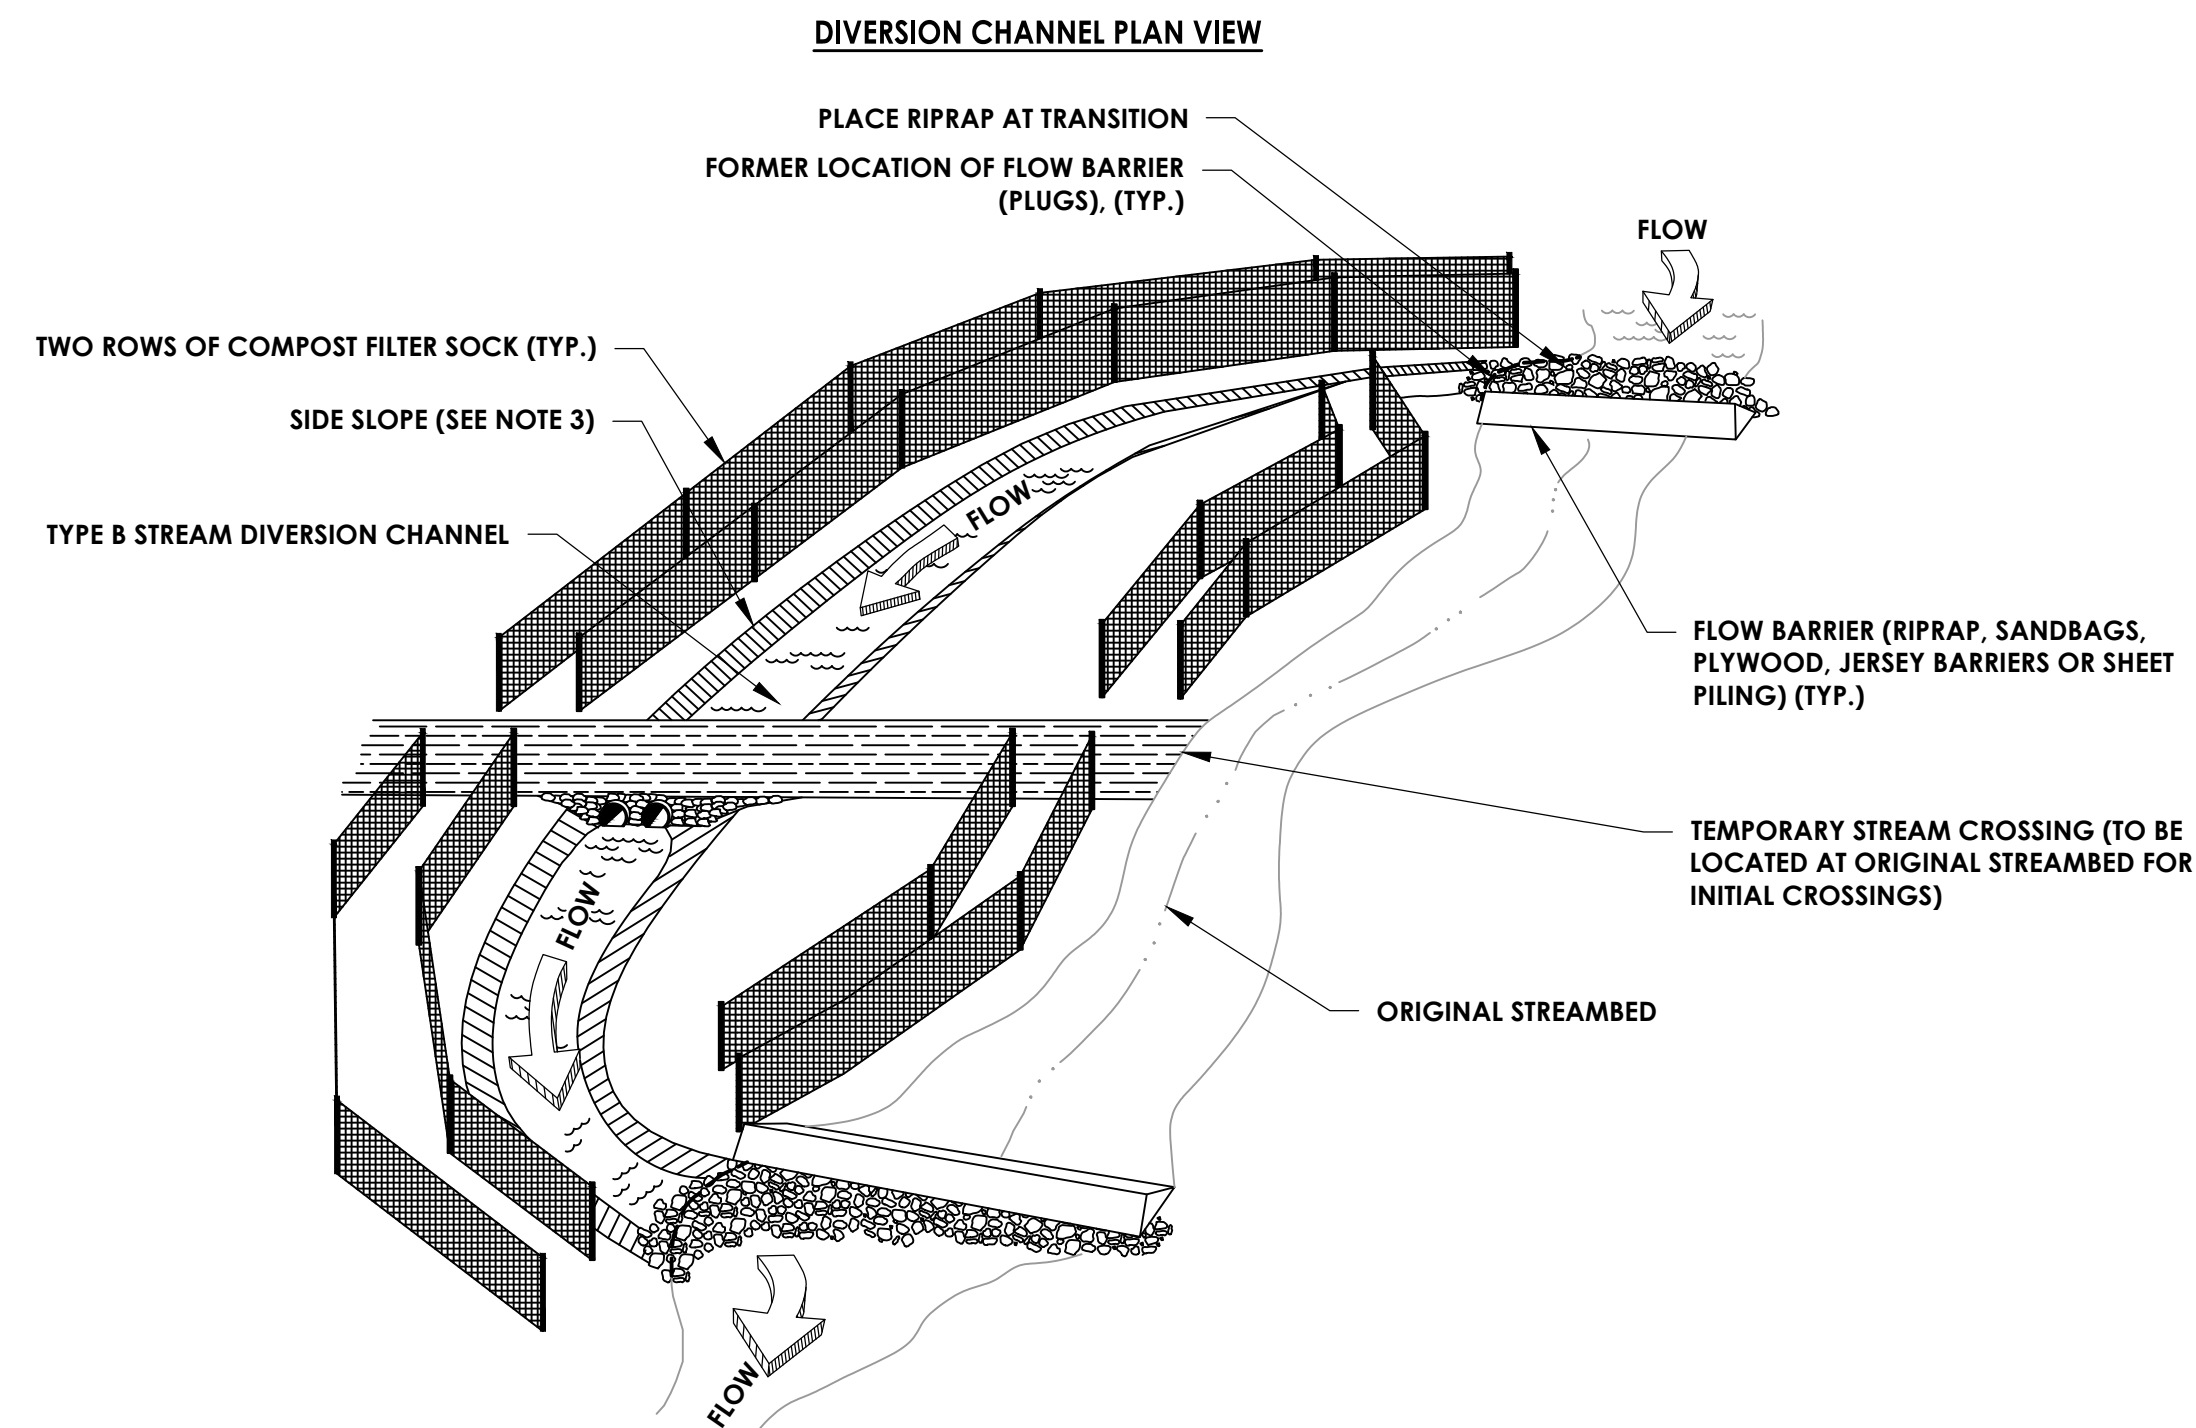 DIVERSION CHANNEL PLAN VIEW
PLACE RIPRAP AT TRANSITION
FORMER LOCATION OF FLOW BARRIER
(PLUGS), (TYP.)
FLOW
TWO ROWS OF COMPOST FILTER SOCK (TYP.)
SIDE SLOPE (SEE NOTE 3)
TYPE B STREAM DIVERSION CHANNEL
FLOW
FLOW BARRIER (RIPRAP, SANDBAGS,
PLYWOOD, JERSEY BARRIERS OR SHEET
PILING) (TYP.)
TEMPORARY STREAM CROSSING (TO BE
LOCATED AT ORIGINAL STREAMBED FOR
INITIAL CROSSINGS)
FLOW
ORIGINAL STREAMBED
FLOW